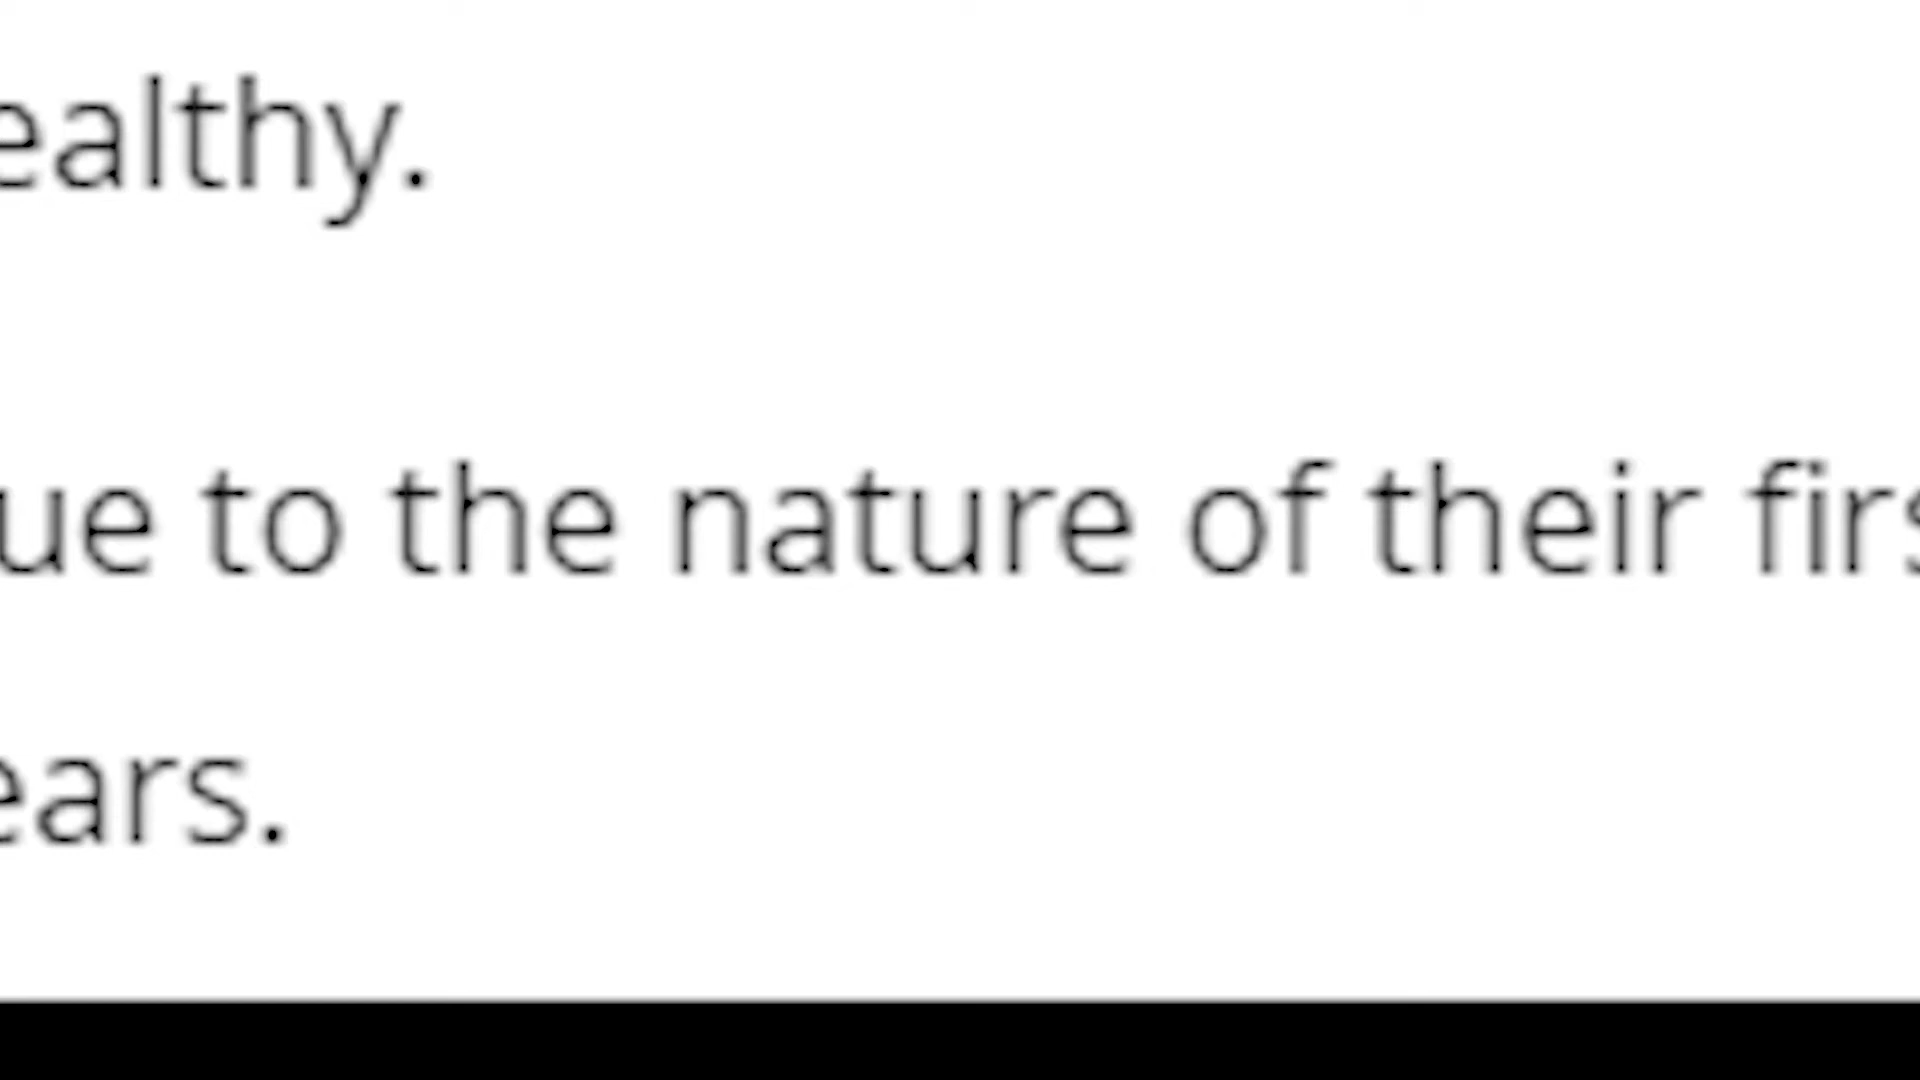 ealthy.
ue to the nature of their firs
ears.